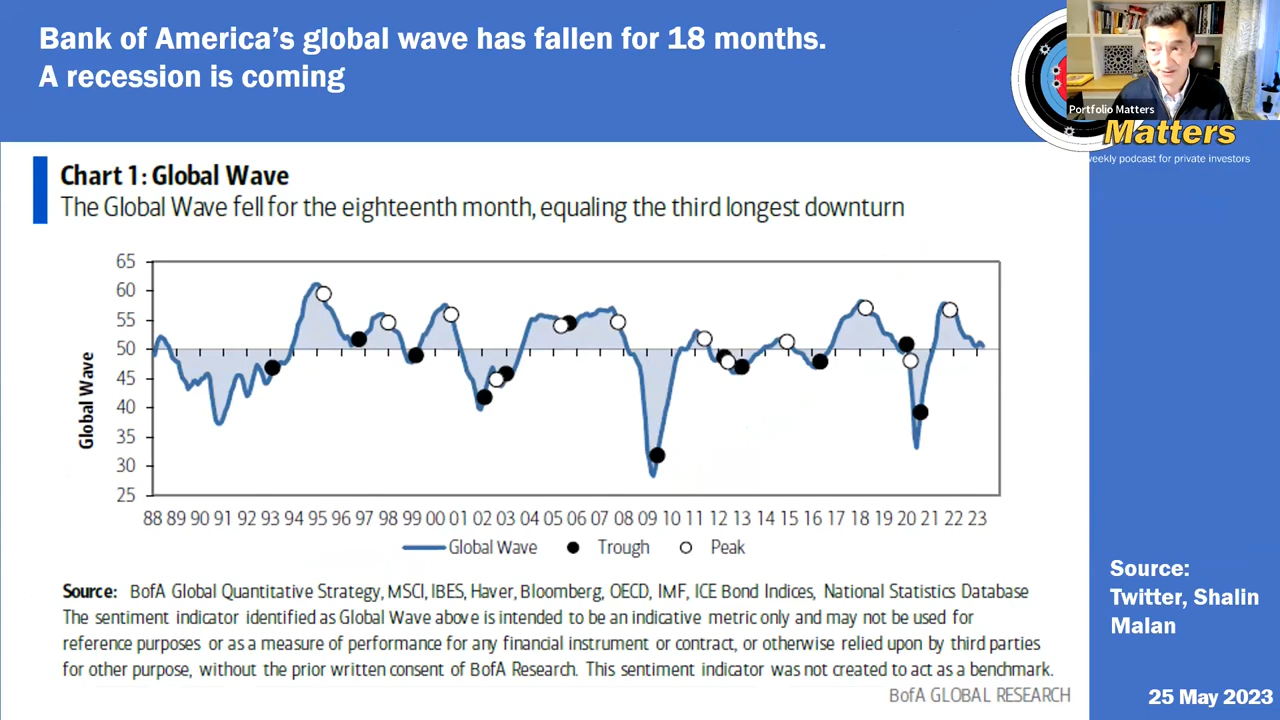 Bank of America's global wave has fallen for 18 months.
A recession is coming
Portfolio Matters
Matters
weekly podcast for private investors
Chart 1: Global Wave
The Global Wave fell for the eighteenth month, equaling the third longest downturn
Global Wave
65
60
55
50
45
40
35
30
25
88 89 90 91 92 93 94 95 96 97 98 99 00 01 02 03 04 05 06 07 08 09 10 11 12 13 14 15 16 17 18 19 20 21 22 23
Global Wave Trough Peak
Source: BofA Global Quantitative Strategy, MSCI, IBES, Haver, Bloomberg, OECD, IMF, ICE Bond Indices, National Statistics Database
The sentiment indicator identified as Global Wave above is intended to be an indicative metric only and may not be used for
reference purposes or as a measure of performance for any financial instrument or contract, or otherwise relied upon by third parties
for other purpose, without the prior written consent of BofA Research. This sentiment indicator was not created to act as a benchmark.
BofA GLOBAL RESEARCH
Source:
Twitter, Shalin
Malan
25 May 2023